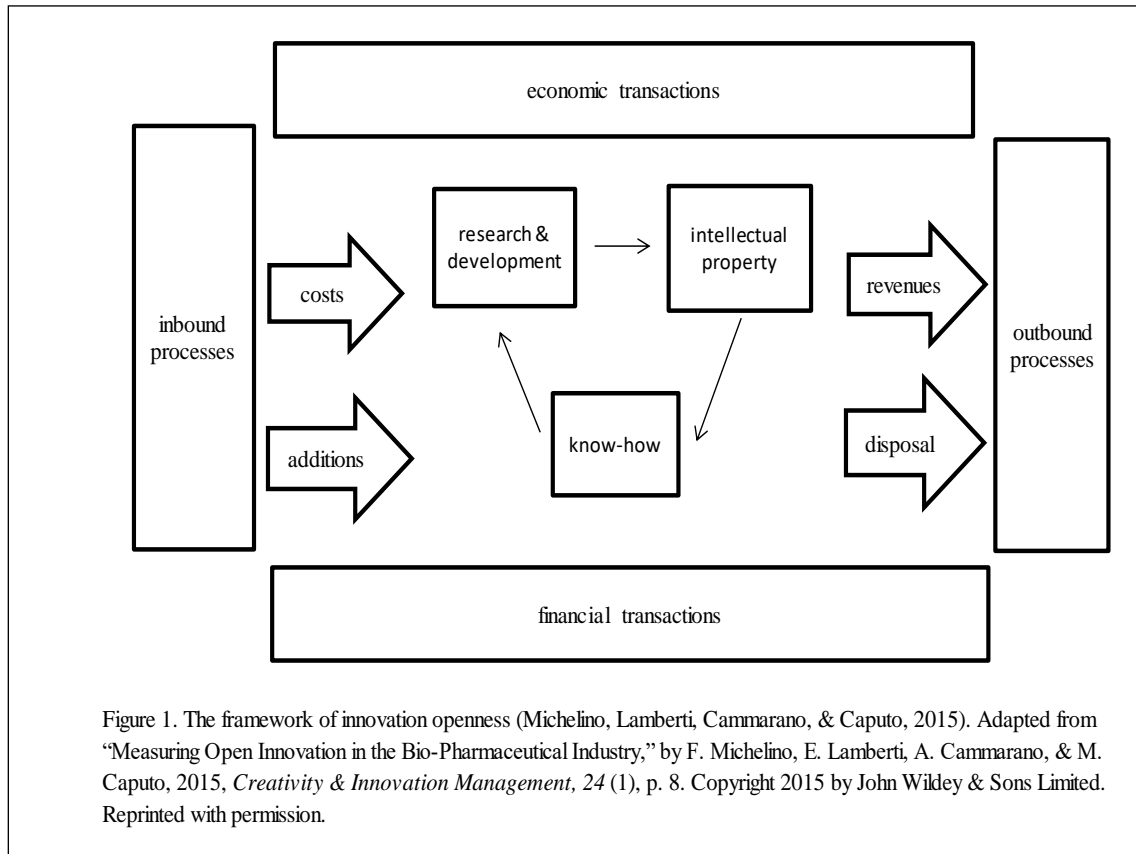 economic transactions
research &
development
intellectual
property
costs
revenues
inbound
processes
outbound
processes
additions
know-how
disposal
financial transactions
Figure 1. The framework of innovation openness (Michelino, Lamberti, Cammarano, & Caputo, 2015). Adapted from
“Measuring Open Innovation in the Bio-Pharmaceutical Industry,” by F. Michelino, E. Lamberti, A. Cammarano, & M.
Caputo, 2015, Creativity & Innovation Management, 24 (1), p. 8. Copyright 2015 by John Wildey & Sons Limited.
Reprinted with permission.